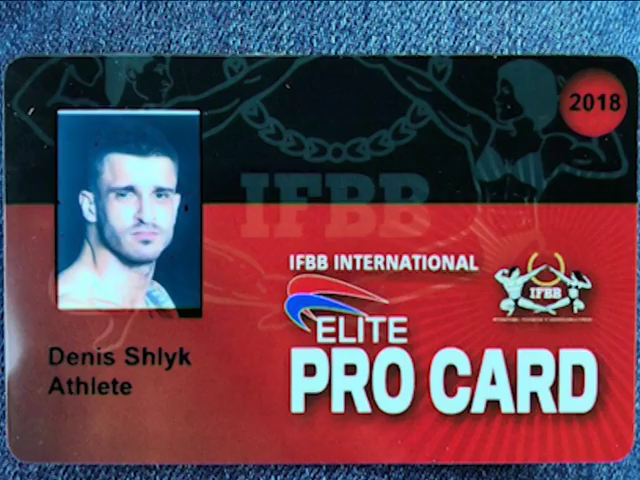 2018
IFBB
IFBB INTERNATIONAL
IFBB
ELITE
PRO CARD
Denis Shlyk
Athlete